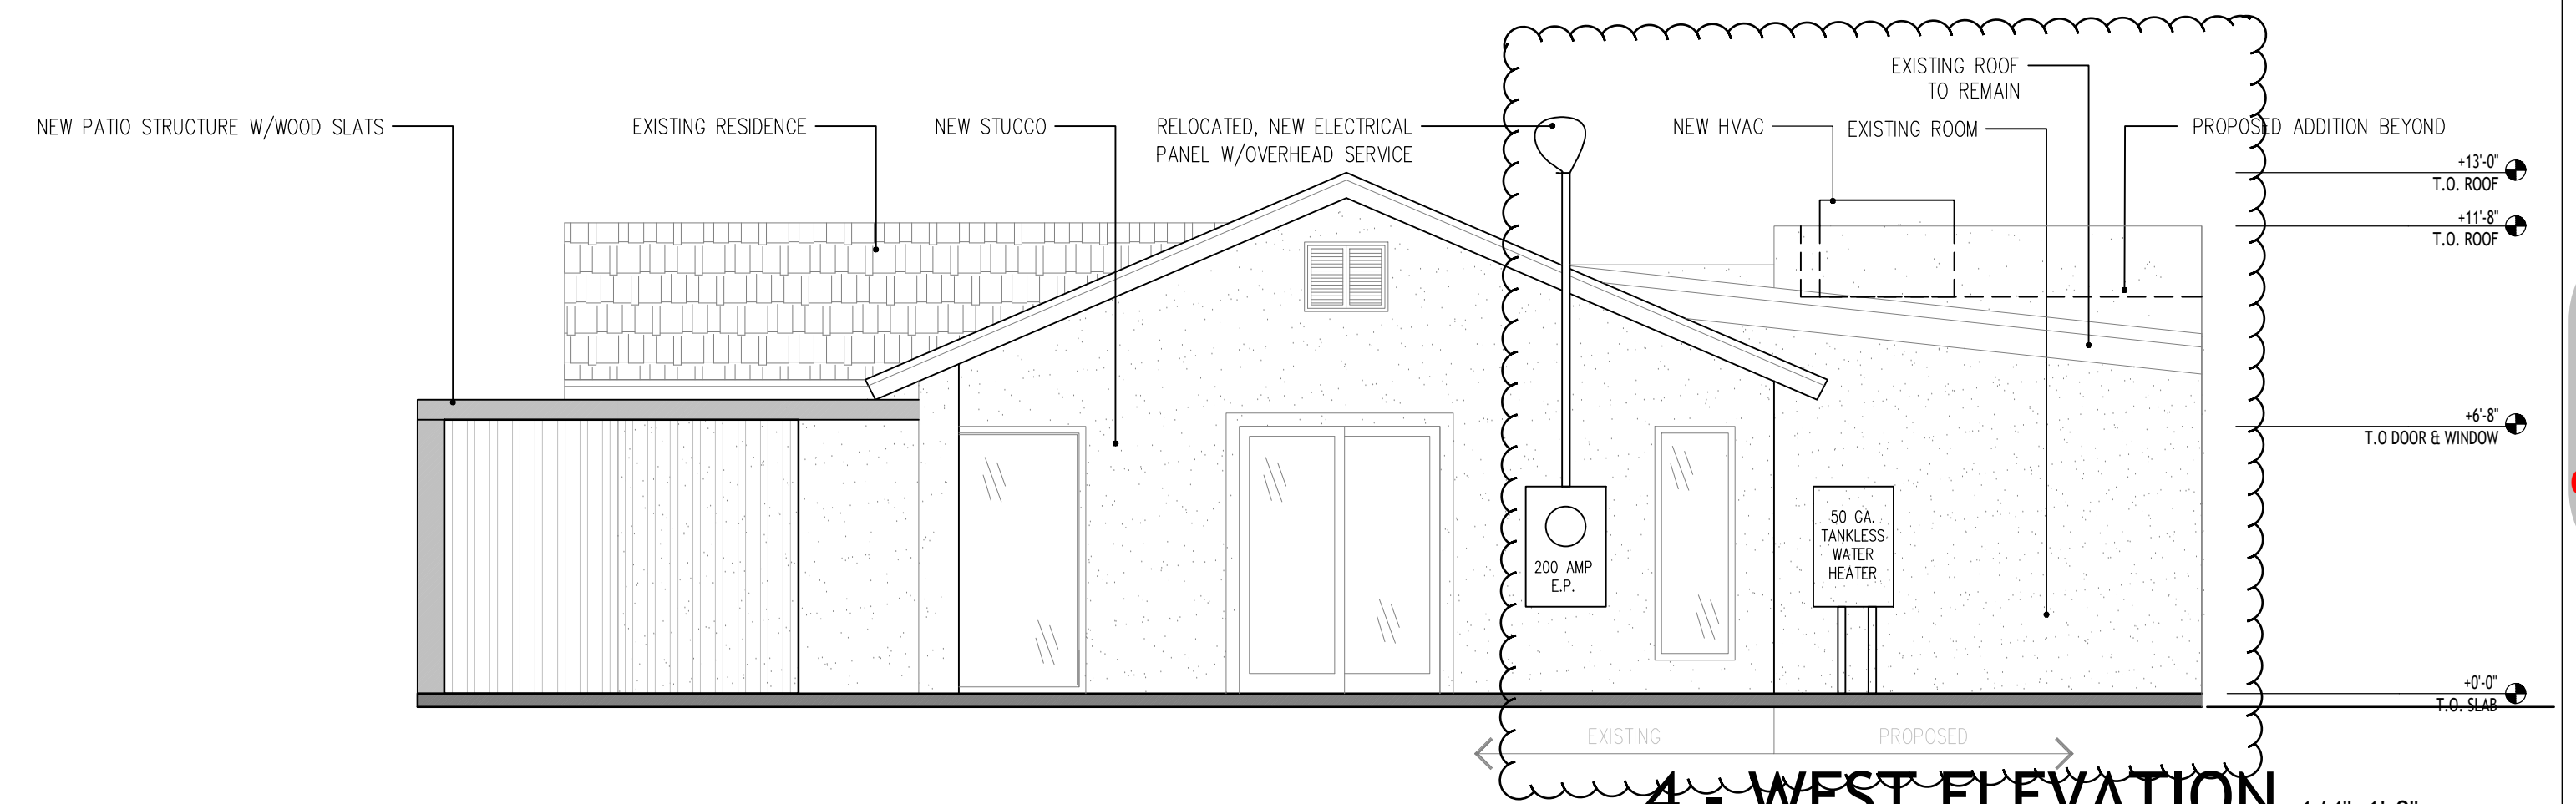 EXISTING ROOF
TO REMAIN
NEW PATIO STRUCTURE W/WOOD SLATS
EXISTING RESIDENCE
NEW STUCCO
RELOCATED, NEW ELECTRICAL
PANEL W/OVERHEAD SERVICE
NEW HVAC
EXISTING ROOM
PROPOSED ADDITION BEYOND
+13'-0"
T.O. ROOF
+11'-8"
T.O. ROOF
+6'-8"
T.O DOOR & WINDOW
200 AMP
E.P.
50 GA.
TANKLESS
WATER
HEATER
+0'-0"
T.O. SLAB
EXISTING
PROPOSED
4 - WEST ELEVATION